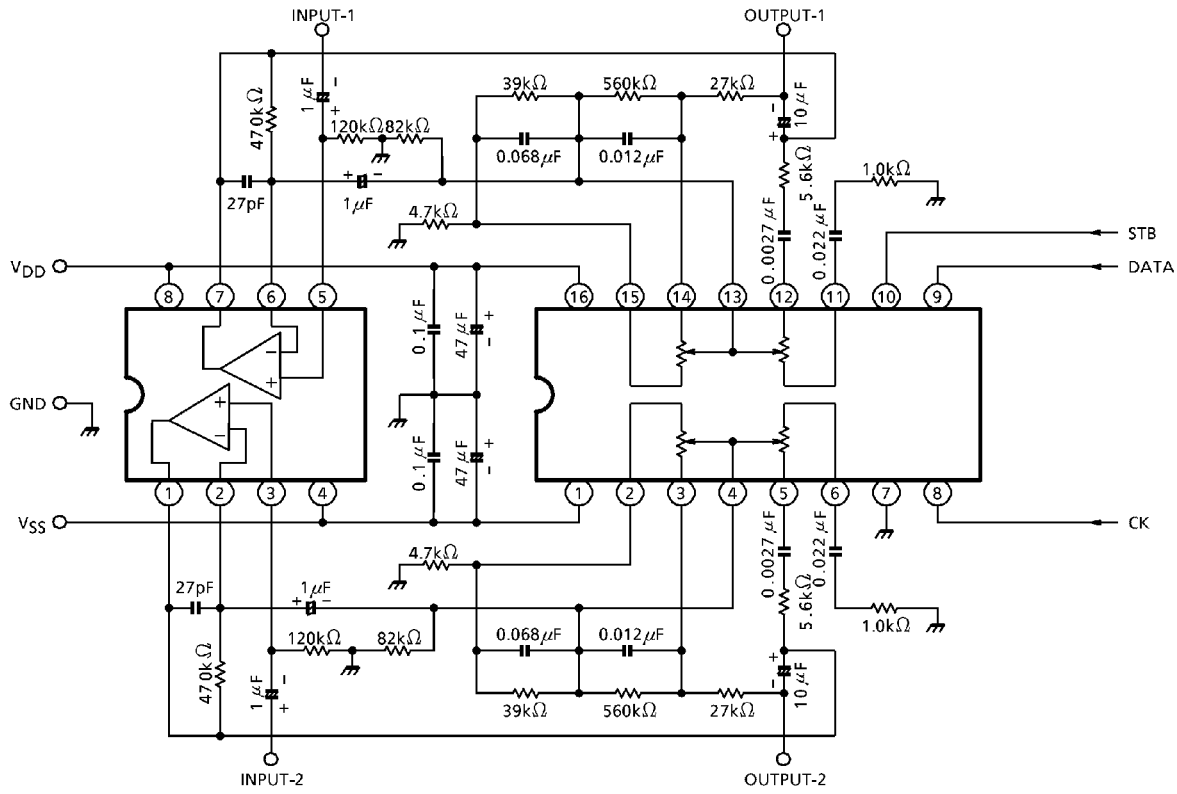 INPUT-1 OUTPUT-1
39kΩ 560kΩ 27kΩ
470kΩ 1μF - + 120kΩ 82kΩ - + 10μF
0.068μF 0.012μF
5.6kΩ 1.0kΩ
27pF + - 1μF
4.7kΩ 0.0027μF 0.022μF
STB
VDD DATA
8 7 6 5 16 15 14 13 12 11 10 9
- + 0.1μF 47μF + -
GND
+ - 0.1μF 47μF + -
1 2 3 4 1 2 3 4 5 6 7 8
VSS CK
4.7kΩ 0.0027μF 0.022μF
27pF 1μF + -
5.6kΩ 1.0kΩ
120kΩ 82kΩ 0.068μF 0.012μF
470kΩ 1μF - + + - 10μF
39kΩ 560kΩ 27kΩ
INPUT-2 OUTPUT-2